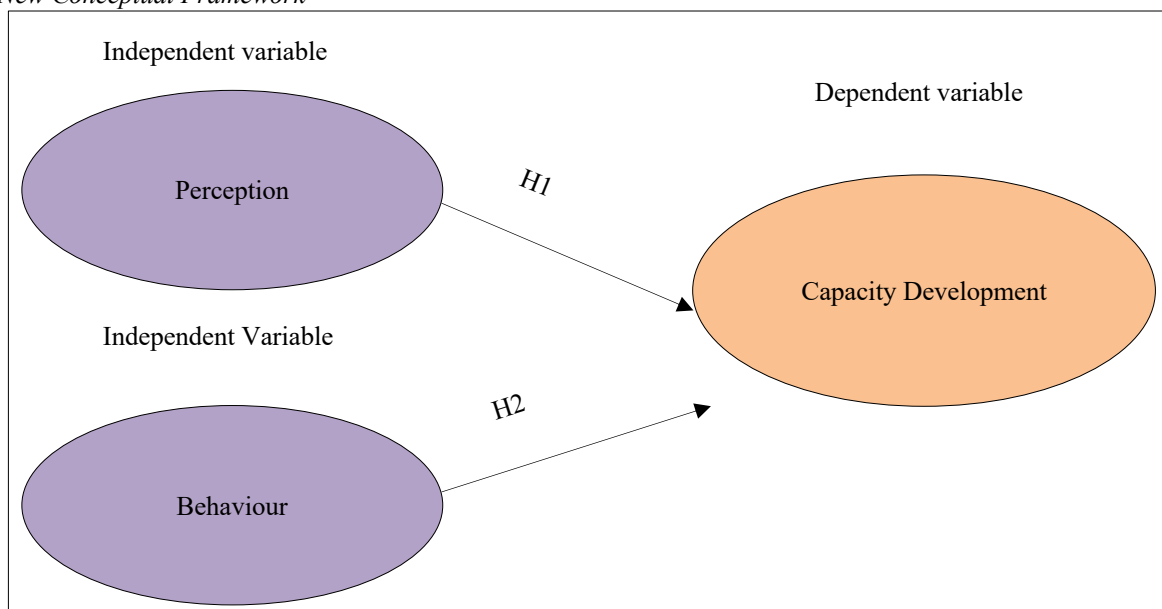 New Conceptual Framework
Independent variable
Dependent variable
Perception
H1
Capacity Development
Independent Variable
H2
Behaviour